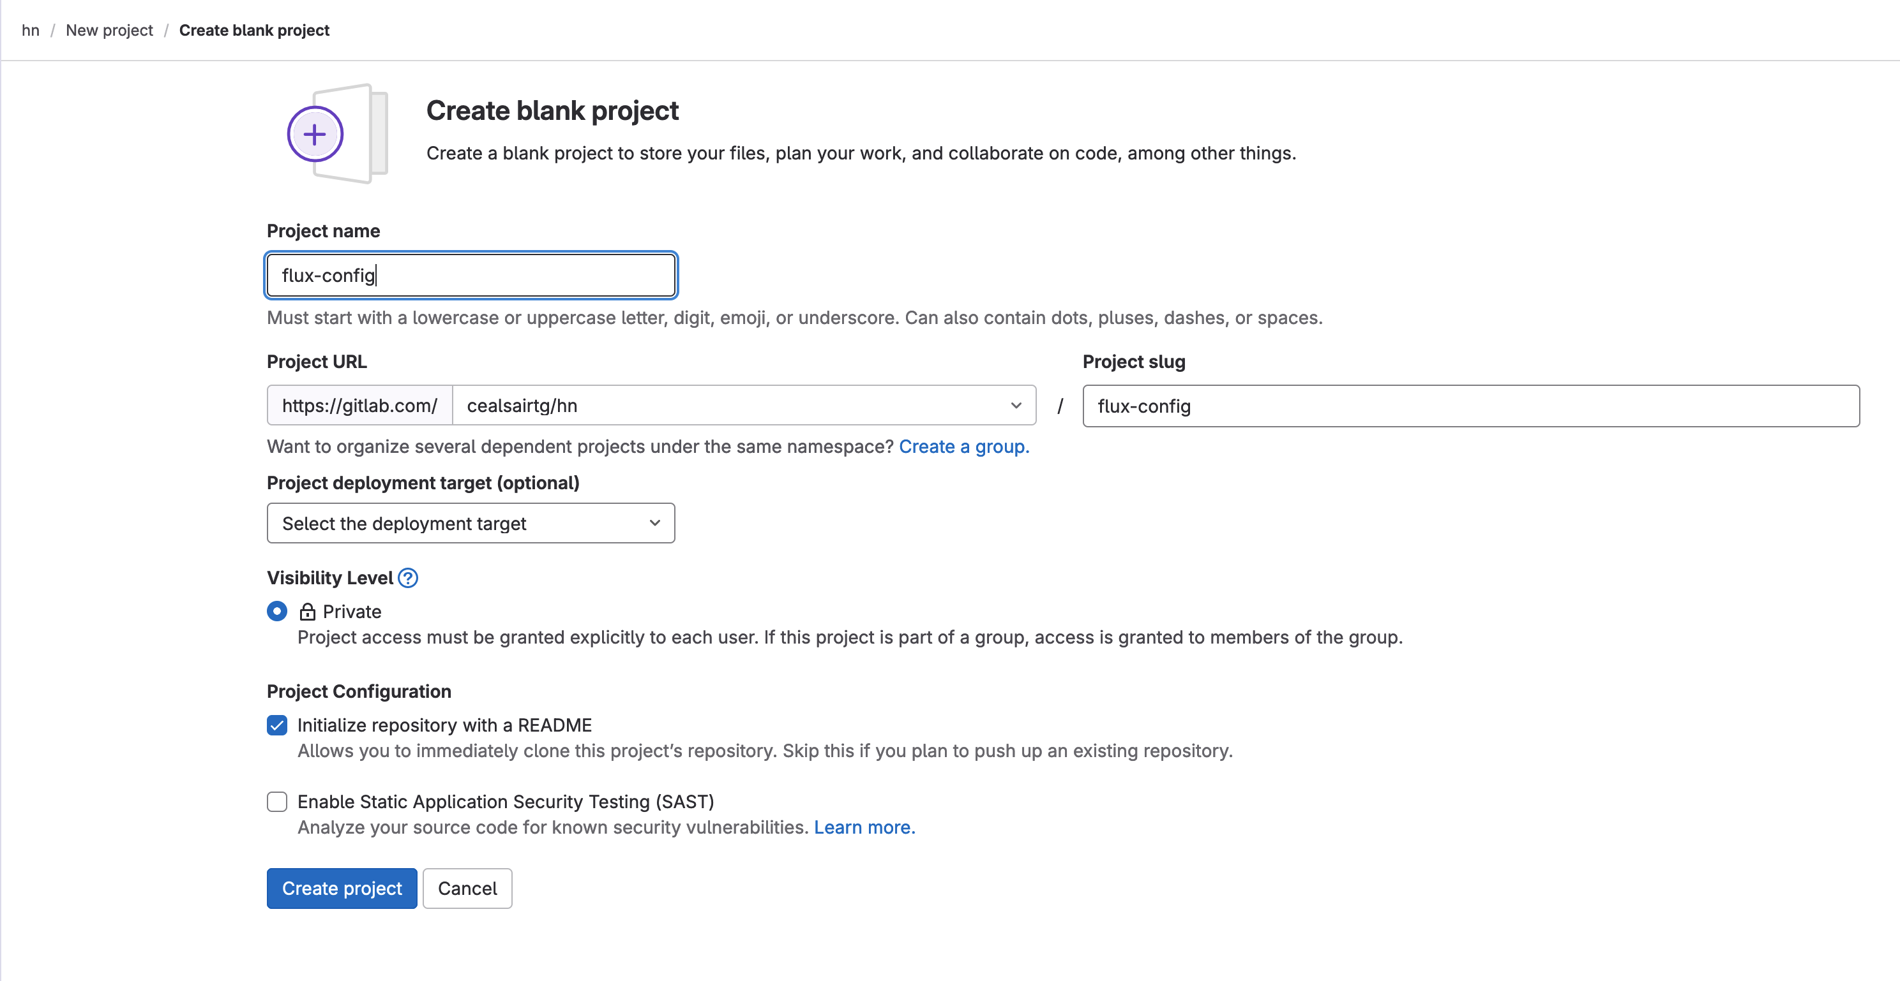 hn / New project / Create blank project
Create blank project
Create a blank project to store your files, plan your work, and collaborate on code, among other things.
Project name
flux-config
Must start with a lowercase or uppercase letter, digit, emoji, or underscore. Can also contain dots, pluses, dashes, or spaces.
Project URL
Project slug
https://gitlab.com/ cealsairtg/hn / flux-config
Want to organize several dependent projects under the same namespace? Create a group.
Project deployment target (optional)
Select the deployment target
Visibility Level
Private
Project access must be granted explicitly to each user. If this project is part of a group, access is granted to members of the group.
Project Configuration
Initialize repository with a README
Allows you to immediately clone this project's repository. Skip this if you plan to push up an existing repository.
Enable Static Application Security Testing (SAST)
Analyze your source code for known security vulnerabilities. Learn more.
Create project Cancel